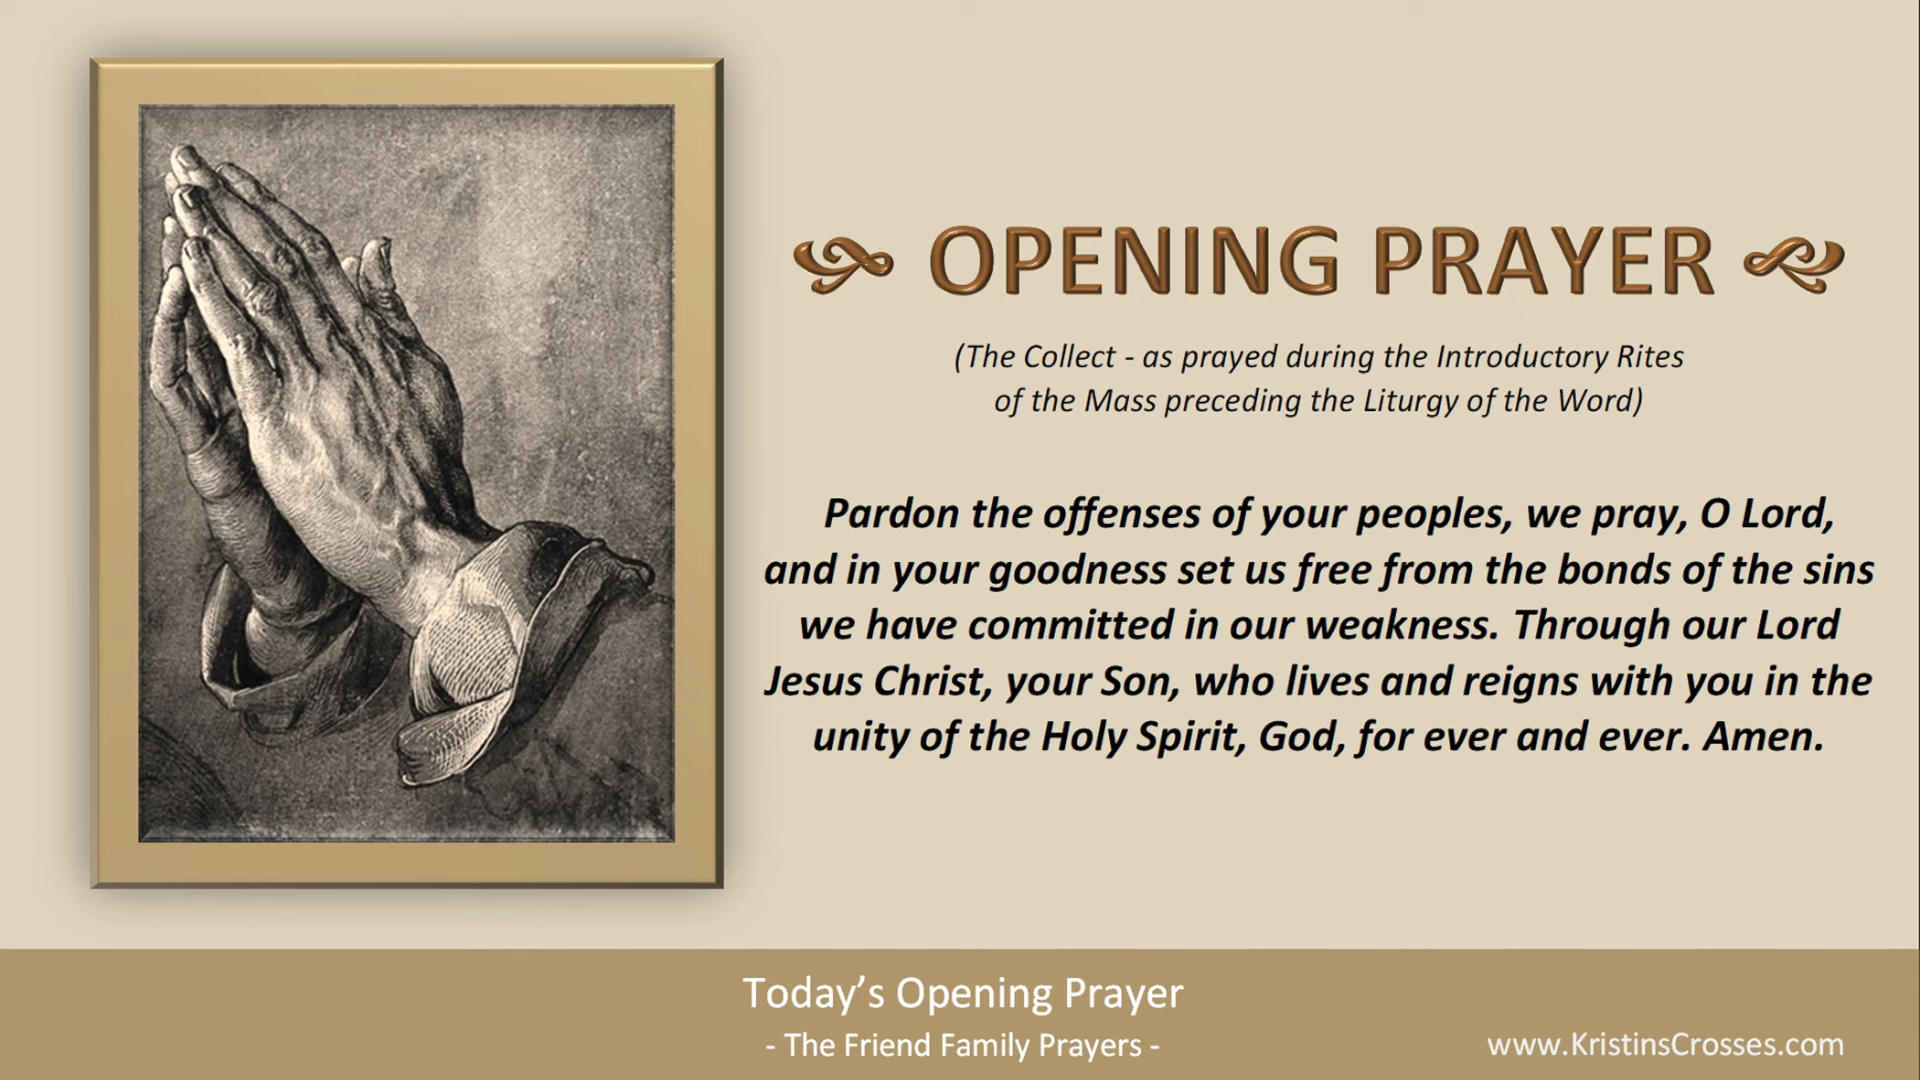 OPENING PRAYER
(The Collect - as prayed during the Introductory Rites
of the Mass preceding the Liturgy of the Word)
Pardon the offenses of your peoples, we pray, O Lord,
and in your goodness set us free from the bonds of the sins
we have committed in our weakness. Through our Lord
Jesus Christ, your Son, who lives and reigns with you in the
unity of the Holy Spirit, God, for ever and ever. Amen.
Today’s Opening Prayer
- The Friend Family Prayers -
www.KristinsCrosses.com